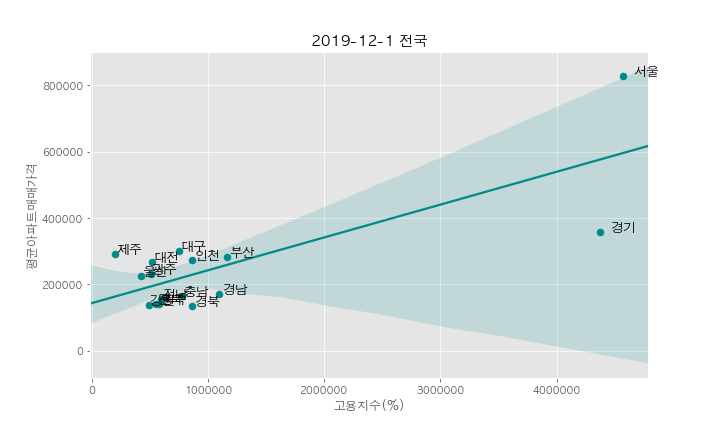 2019-12-1 전국
평균아파트매매가격
800000
600000
400000
200000
0
서울
경기
제주
대구
대전
인천
부산
광주
울산
전남
충남
경남
경북
0
1000000
2000000
3000000
4000000
고용지수(%)